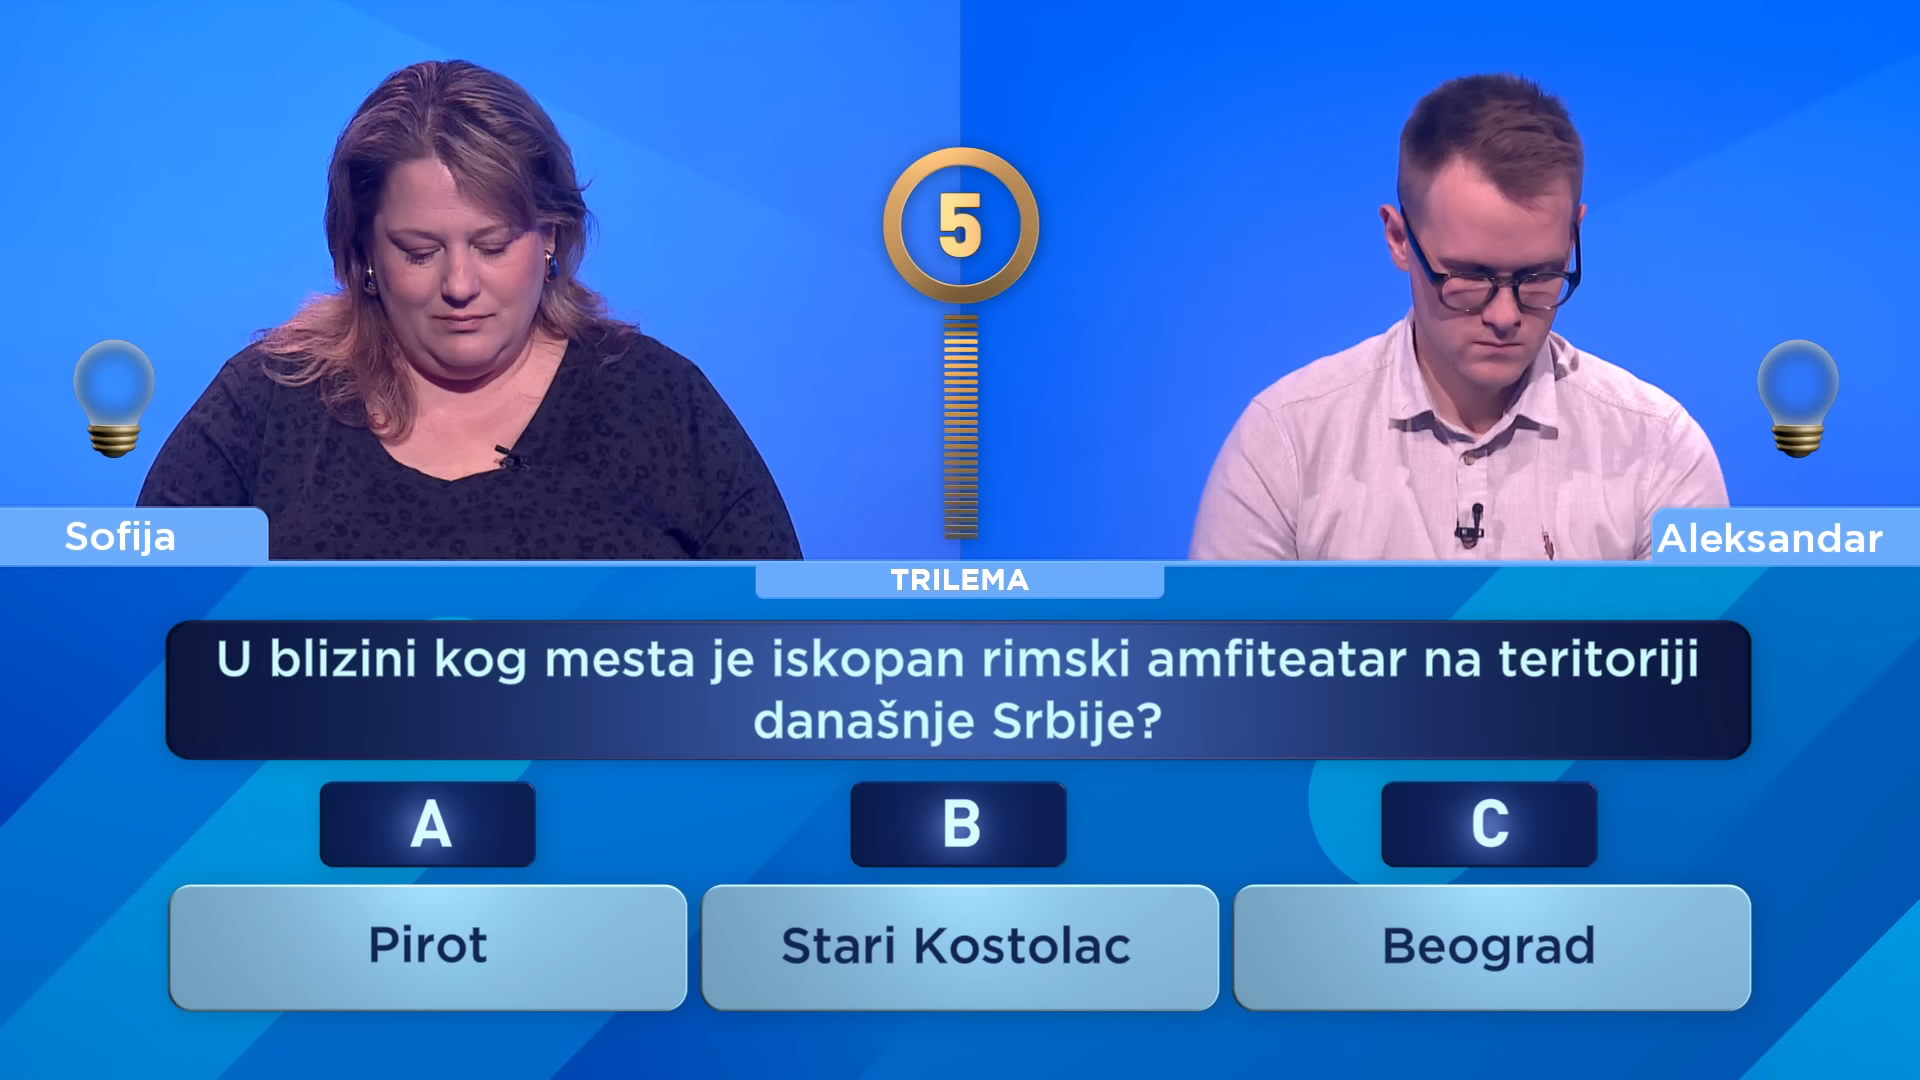 5
Sofija
Aleksandar
TRILEMA
U blizini kog mesta je iskopan rimski amfiteatar na teritoriji
današnje Srbije?
A
B
C
Pirot
Stari Kostolac
Beograd